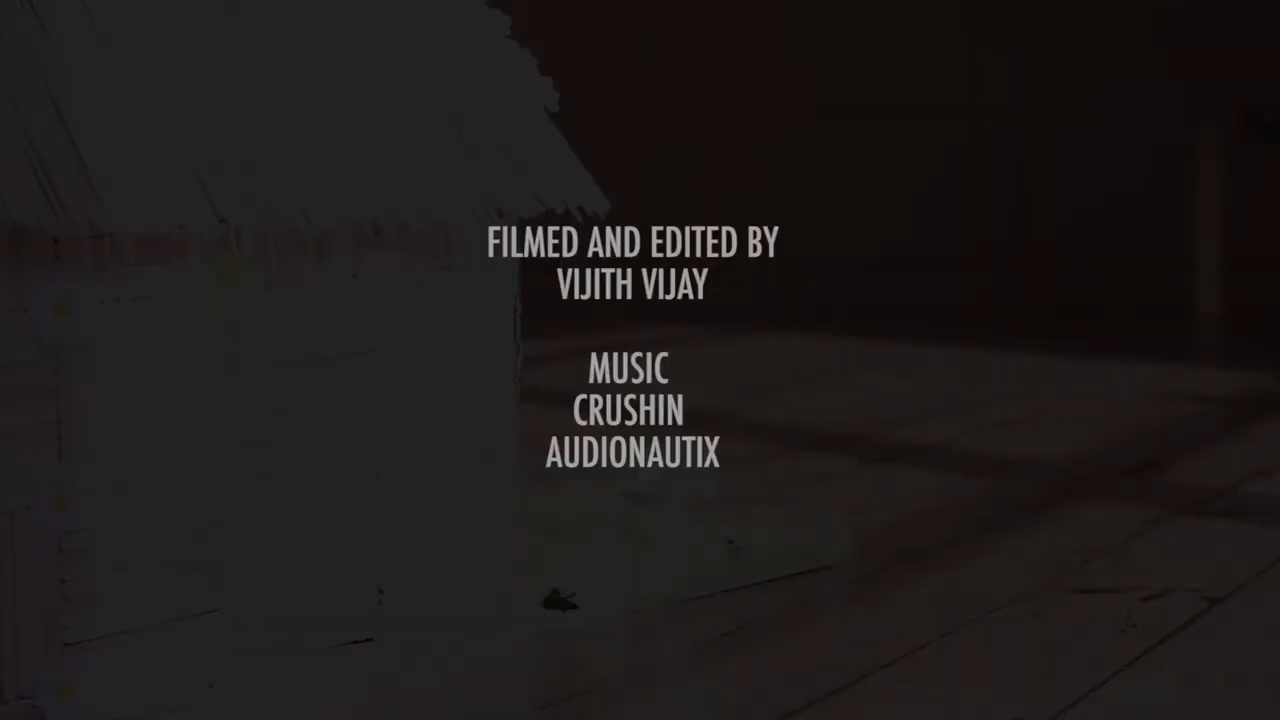 FILMED AND EDITED BY
VIJITH VIJAY
MUSIC
CRUSHIN
AUDIONAUTIX